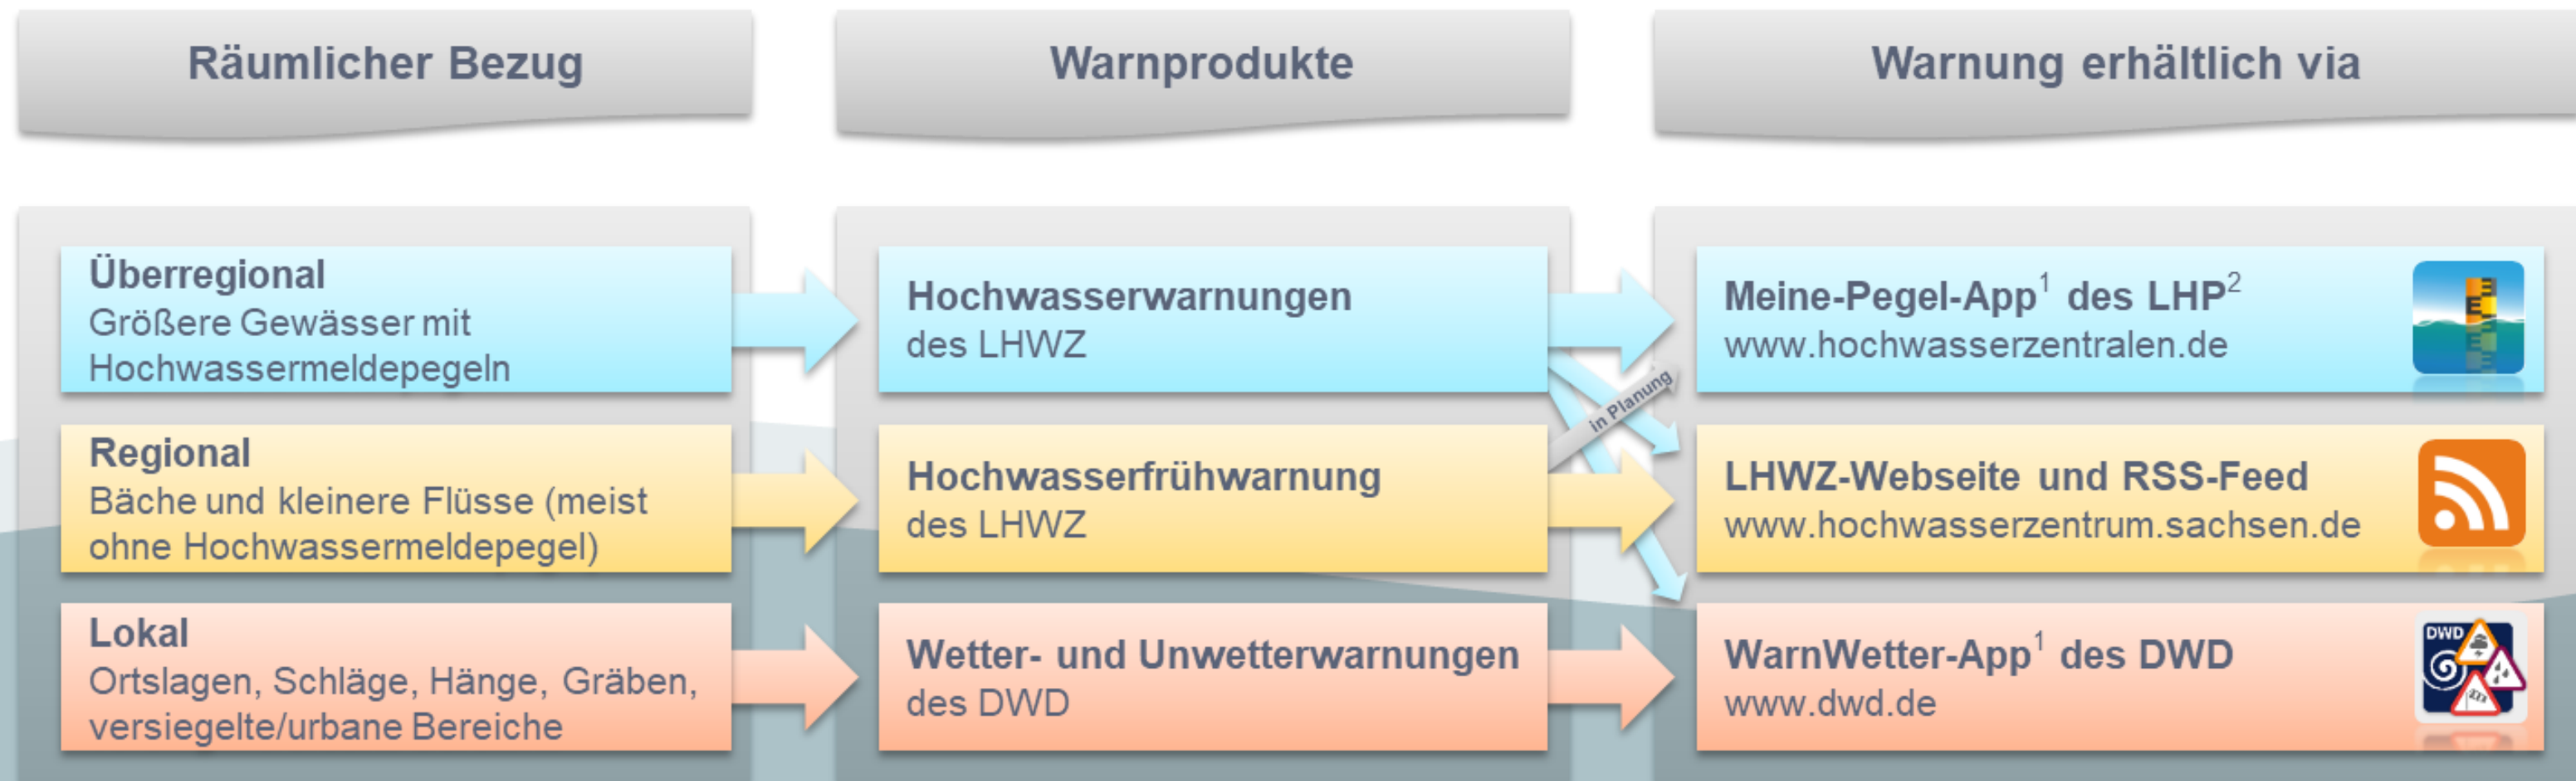 Räumlicher Bezug
Warnprodukte
Warnung erhältlich via
Überregional
Größere Gewässer mit
Hochwassermeldepegeln
Hochwasserwarnungen
des LHWZ
Meine-Pegel-App¹ des LHP²
www.hochwasserzentralen.de
in Planung
Regional
Bäche und kleinere Flüsse (meist
ohne Hochwassermeldepegel)
Hochwasserfrühwarnung
des LHWZ
LHWZ-Webseite und RSS-Feed
www.hochwasserzentrum.sachsen.de
Lokal
Ortslagen, Schläge, Hänge, Gräben,
versiegelte/urbane Bereiche
Wetter- und Unwetterwarnungen
des DWD
WarnWetter-App¹ des DWD
www.dwd.de
DWD